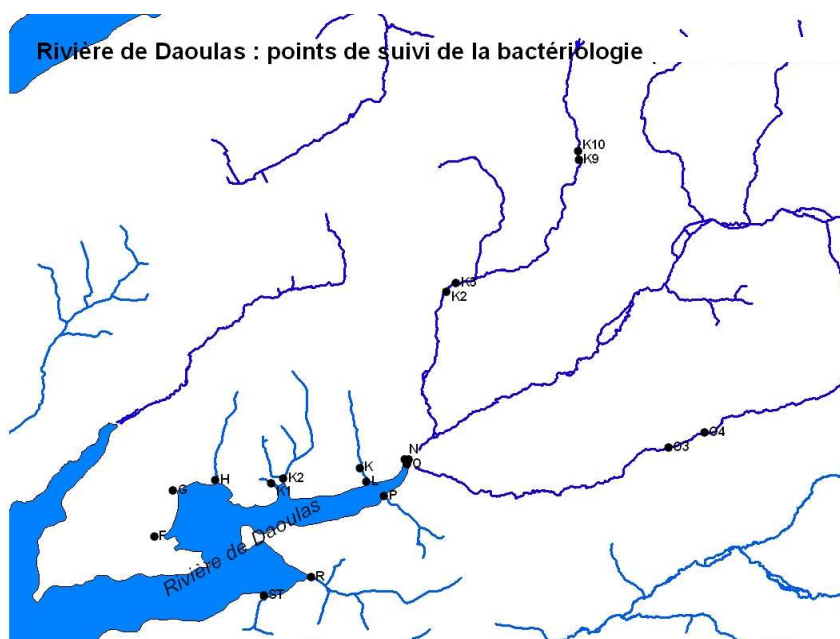 Rivière de Daoulas : points de suivi de la bactériologie
K10
K9
K3
K2
N
O
O3
O4
K
L
P
H
K2
K1
G
F
Rivière de Daoulas
R
ST